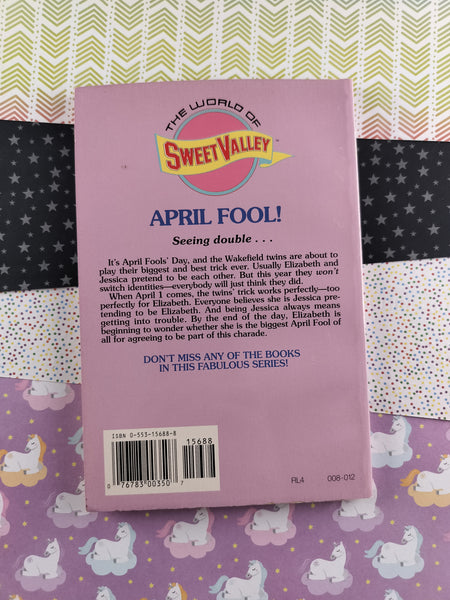 THE WORLD OF
SWEET VALLEY™
APRIL FOOL!
Seeing double . . .
It's April Fools' Day, and the Wakefield twins are about to
play their biggest and best trick ever. Usually Elizabeth and
Jessica pretend to be each other. But this year they won't
switch identities—everybody will just think they did.
When April 1 comes, the twins' trick works perfectly—too
perfectly for Elizabeth. Everyone believes she is Jessica pre-
tending to be Elizabeth. And being Jessica always means
getting into trouble. By the end of the day, Elizabeth is
beginning to wonder whether she is the biggest April Fool of
all for agreeing to be part of this charade.
DON'T MISS ANY OF THE BOOKS
IN THIS FABULOUS SERIES!
ISBN 0-553-15688-8
15688
0 76783 00350 7
RL4 008-012